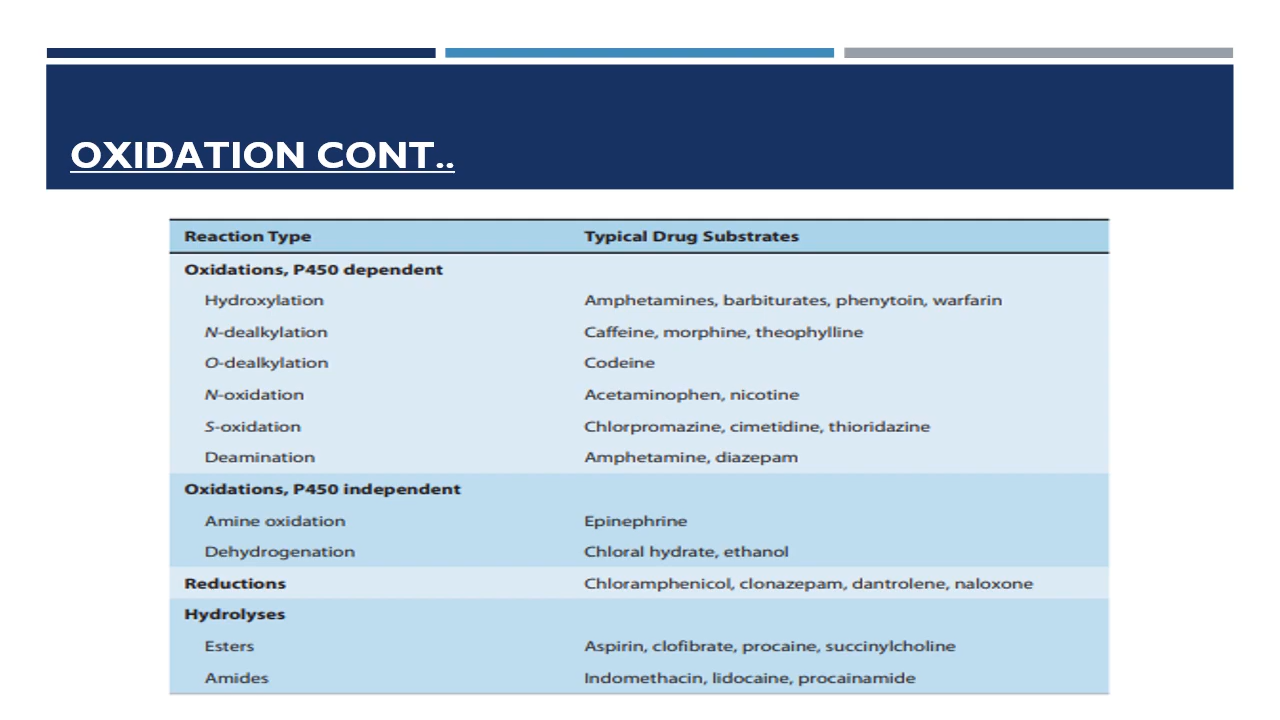 OXIDATION CONT..
Reaction Type Typical Drug Substrates
Oxidations, P450 dependent
Hydroxylation Amphetamines, barbiturates, phenytoin, warfarin
N-dealkylation Caffeine, morphine, theophylline
O-dealkylation Codeine
N-oxidation Acetaminophen, nicotine
S-oxidation Chlorpromazine, cimetidine, thioridazine
Deamination Amphetamine, diazepam
Oxidations, P450 independent
Amine oxidation Epinephrine
Dehydrogenation Chloral hydrate, ethanol
Reductions Chloramphenicol, clonazepam, dantrolene, naloxone
Hydrolyses
Esters Aspirin, clofibrate, procaine, succinylcholine
Amides Indomethacin, lidocaine, procainamide